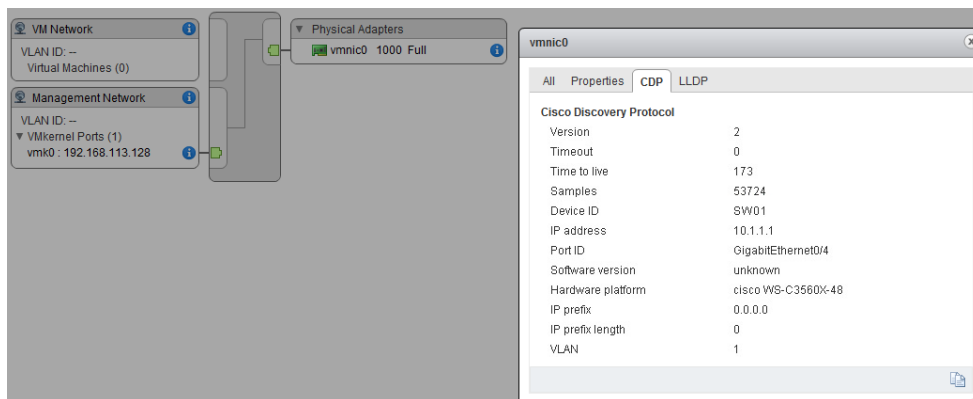 VM Network
VLAN ID: --
Virtual Machines (0)
Management Network
VLAN ID: --
VMkernel Ports (1)
vmk0 : 192.168.113.128
Physical Adapters
vmnic0 1000 Full
vmnic0
All Properties CDP LLDP
Cisco Discovery Protocol
Version 2
Timeout 0
Time to live 173
Samples 53724
Device ID SW01
IP address 10.1.1.1
Port ID GigabitEthernet0/4
Software version unknown
Hardware platform cisco WS-C3560X-48
IP prefix 0.0.0.0
IP prefix length 0
VLAN 1